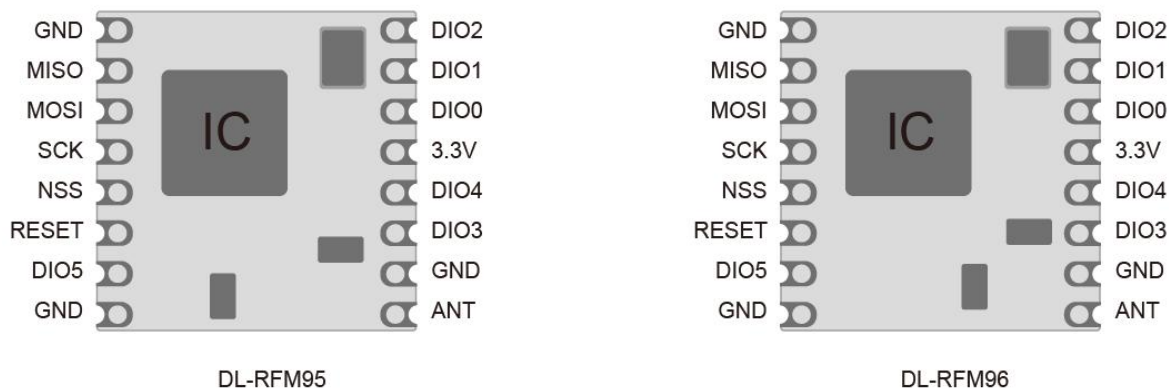 GND
MISO
MOSI
SCK
NSS
RESET
DIO5
GND
IC
DIO2
DIO1
DIO0
3.3V
DIO4
DIO3
GND
ANT
DL-RFM95
GND
MISO
MOSI
SCK
NSS
RESET
DIO5
GND
IC
DIO2
DIO1
DIO0
3.3V
DIO4
DIO3
GND
ANT
DL-RFM96